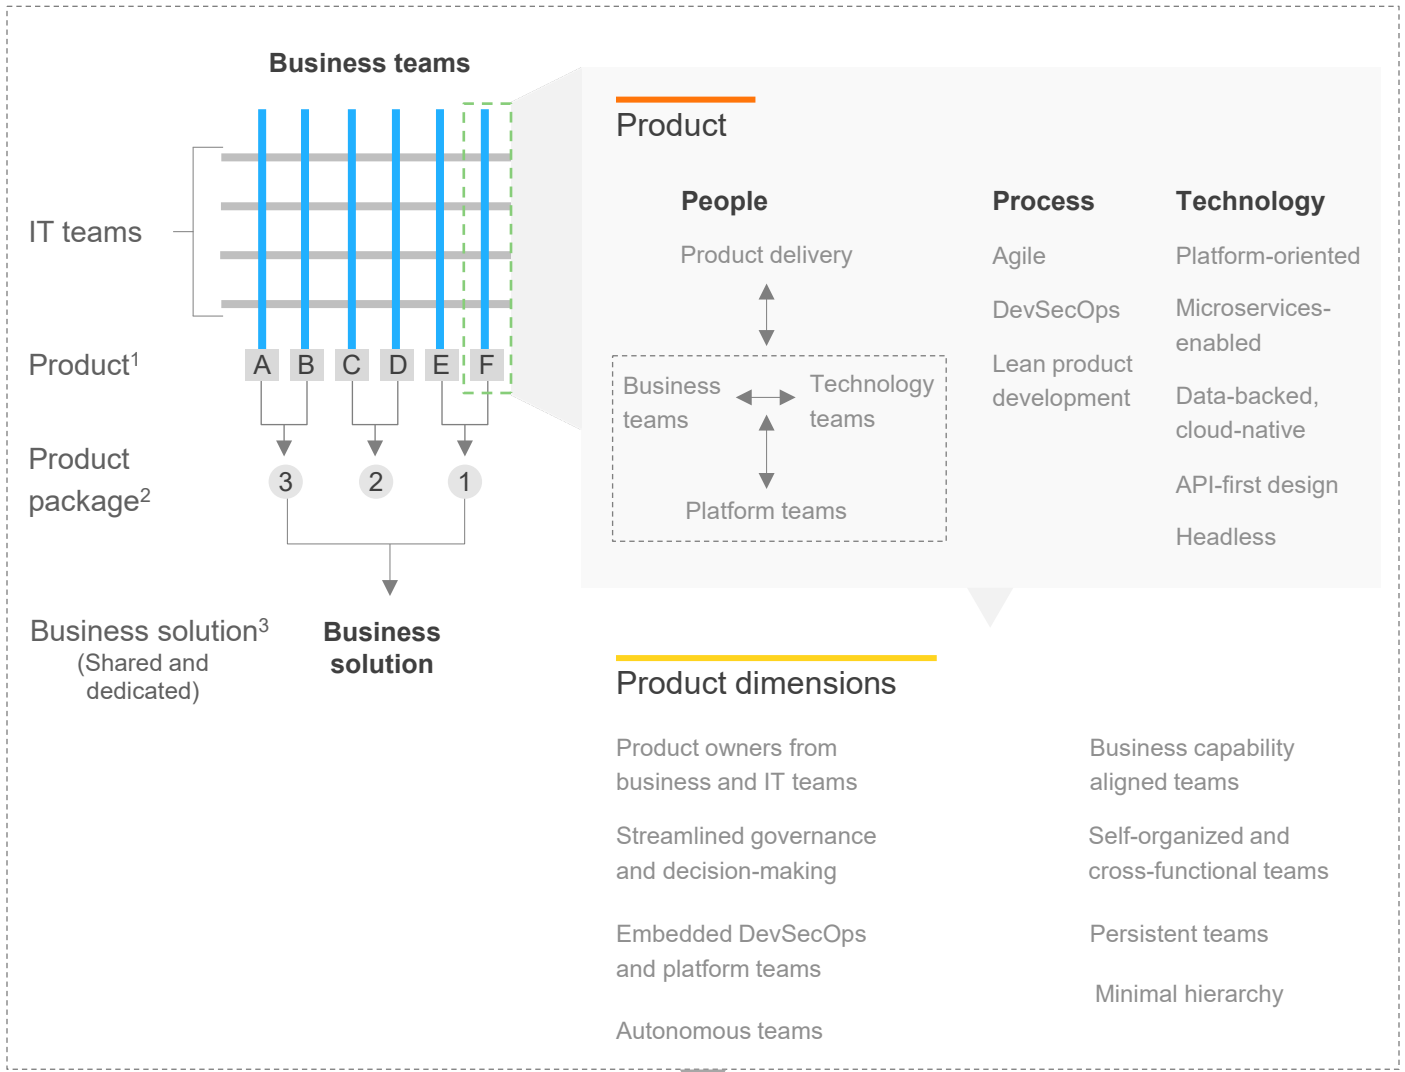 Business teams
IT teams
Product¹
A B C D E F
Product
package²
3 2 1
Business solution³
(Shared and
dedicated)
Business
solution
Product
People
Product delivery
Business
teams
Technology
teams
Platform teams
Process
Agile
DevSecOps
Lean product
development
Technology
Platform-oriented
Microservices-
enabled
Data-backed,
cloud-native
API-first design
Headless
Product dimensions
Product owners from
business and IT teams
Streamlined governance
and decision-making
Embedded DevSecOps
and platform teams
Autonomous teams
Business capability
aligned teams
Self-organized and
cross-functional teams
Persistent teams
Minimal hierarchy